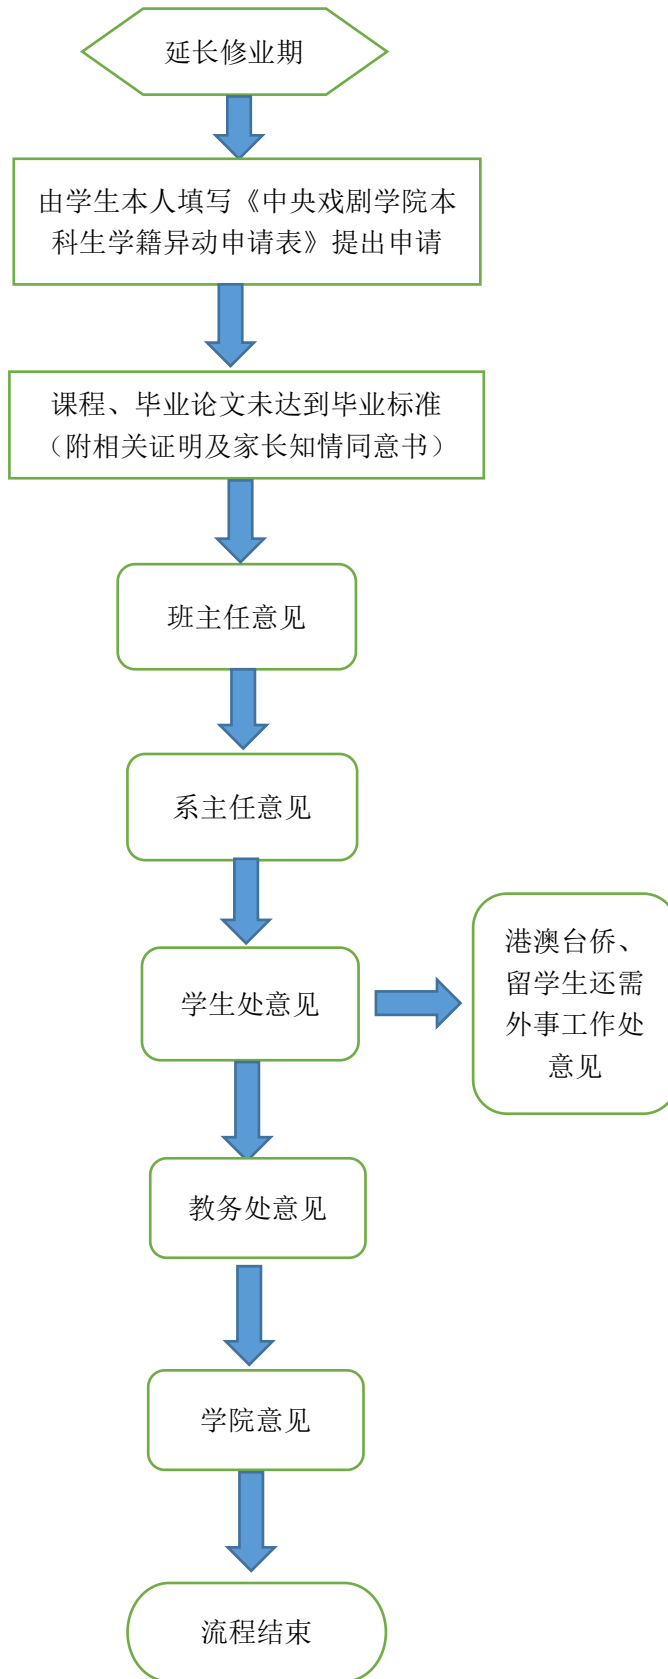 延长修业期
由学生本人填写《中央戏剧学院本
科生学籍异动申请表》提出申请
课程、毕业论文未达到毕业标准
（附相关证明及家长知情同意书）
班主任意见
系主任意见
学生处意见
港澳台侨、
留学生还需
外事工作处
意见
教务处意见
学院意见
流程结束